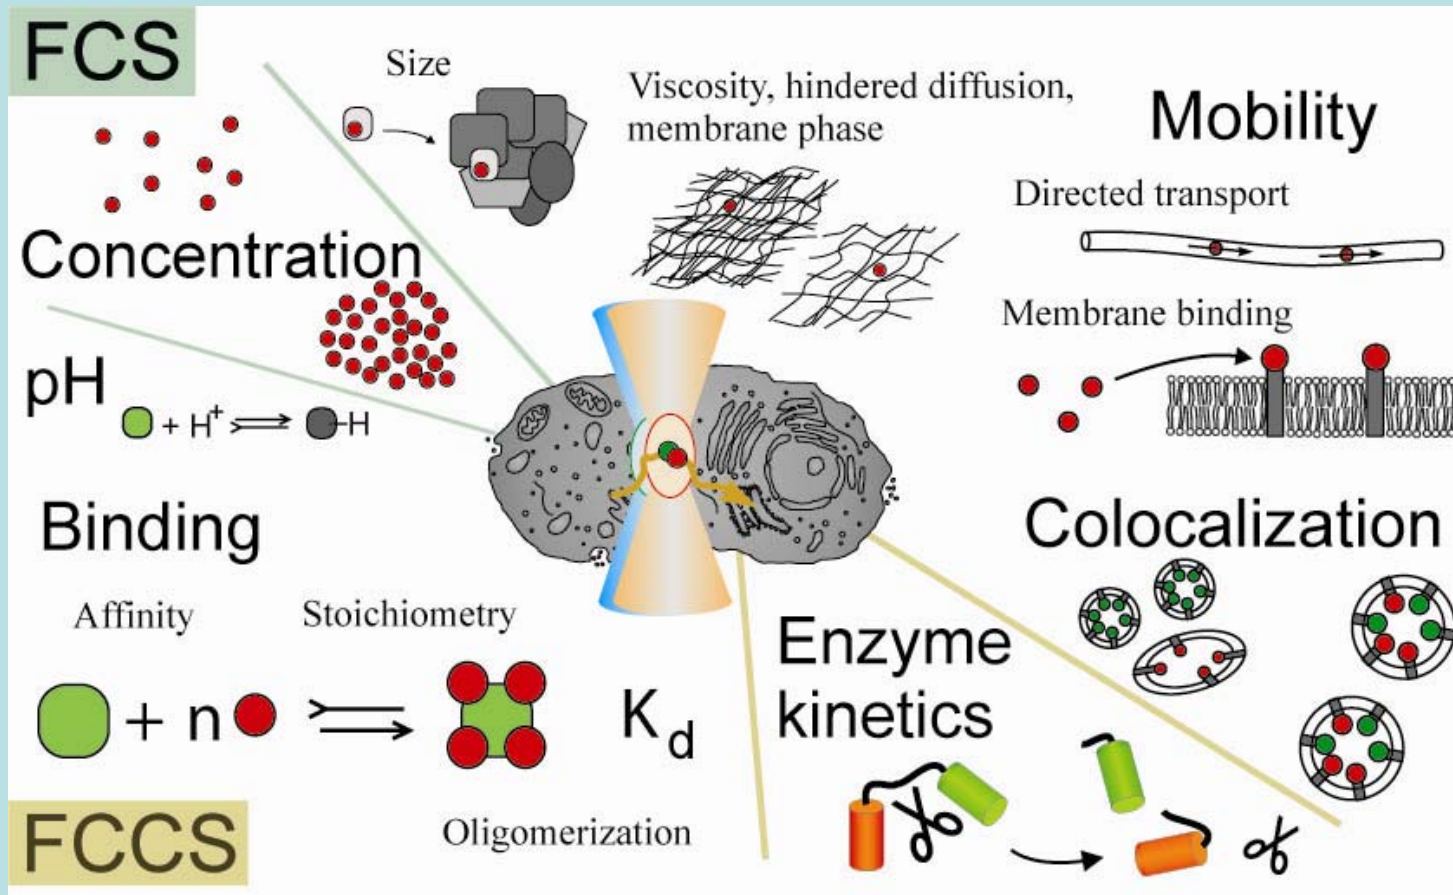 FCS
Size
Viscosity, hindered diffusion,
membrane phase
Mobility
Directed transport
Concentration
Membrane binding
pH
+ H+ -H
Binding
Colocalization
Affinity
Stoichiometry
Enzyme
kinetics
+ n
Kd
Oligomerization
FCCS